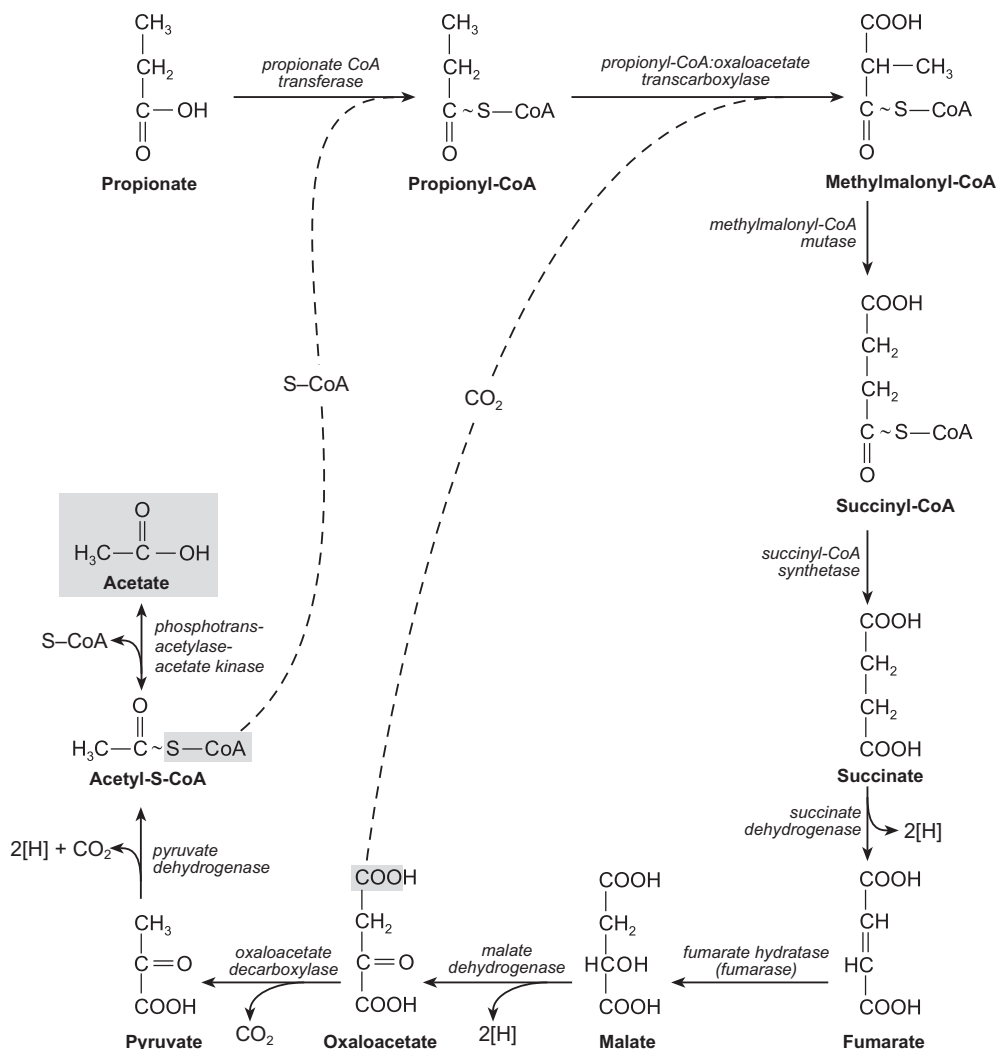 CH3
CH2
C—OH
O
Propionate
propionate CoA
transferase
CH3
CH2
C~S—CoA
O
Propionyl-CoA
propionyl-CoA:oxaloacetate
transcarboxylase
COOH
CH—CH3
C~S—CoA
O
Methylmalonyl-CoA
methylmalonyl-CoA
mutase
COOH
CH2
CH2
C~S—CoA
O
Succinyl-CoA
succinyl-CoA
synthetase
COOH
CH2
CH2
COOH
Succinate
succinate
dehydrogenase
2[H]
COOH
CH
HC
COOH
Fumarate
fumarate hydratase
(fumarase)
COOH
CH2
HCOH
COOH
Malate
malate
dehydrogenase
2[H]
COOH
CH2
C=O
COOH
Oxaloacetate
oxaloacetate
decarboxylase
CO2
CH3
C=O
COOH
Pyruvate
pyruvate
dehydrogenase
2[H] + CO2
O
H3C—C~S—CoA
Acetyl-S-CoA
phosphotrans-
acetylase-
acetate kinase
S–CoA
O
H3C—C—OH
Acetate
S–CoA
CO2